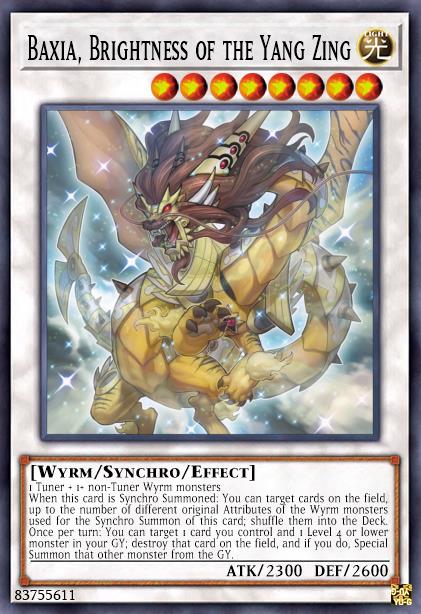 Baxia, Brightness of the Yang Zing
LIGHT
光
[Wyrm/Synchro/Effect]
1 Tuner + 1+ non-Tuner Wyrm monsters
When this card is Synchro Summoned: You can target cards on the field,
up to the number of different original Attributes of the Wyrm monsters
used for the Synchro Summon of this card; shuffle them into the Deck.
Once per turn: You can target 1 card you control and 1 Level 4 or lower
monster in your GY; destroy that card on the field, and if you do, Special
Summon that other monster from the GY.
ATK/2300 DEF/2600
83755611